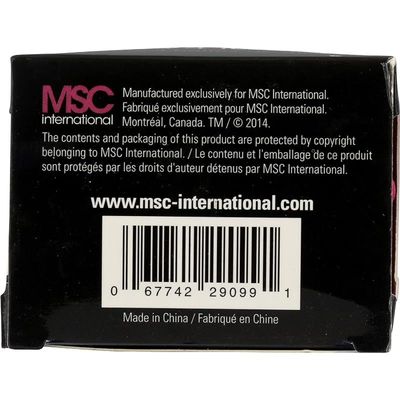 MSC
international
Manufactured exclusively for MSC International.
Fabriqué exclusivement pour MSC International.
Montréal, Canada. TM / © 2014.
The contents and packaging of this product are protected by copyright
belonging to MSC International. / Le contenu et l'emballage de ce produit
sont protégés par les droits d'auteur détenus par MSC International.
www.msc-international.com
0 67742 29099 1
Made in China / Fabriqué en Chine